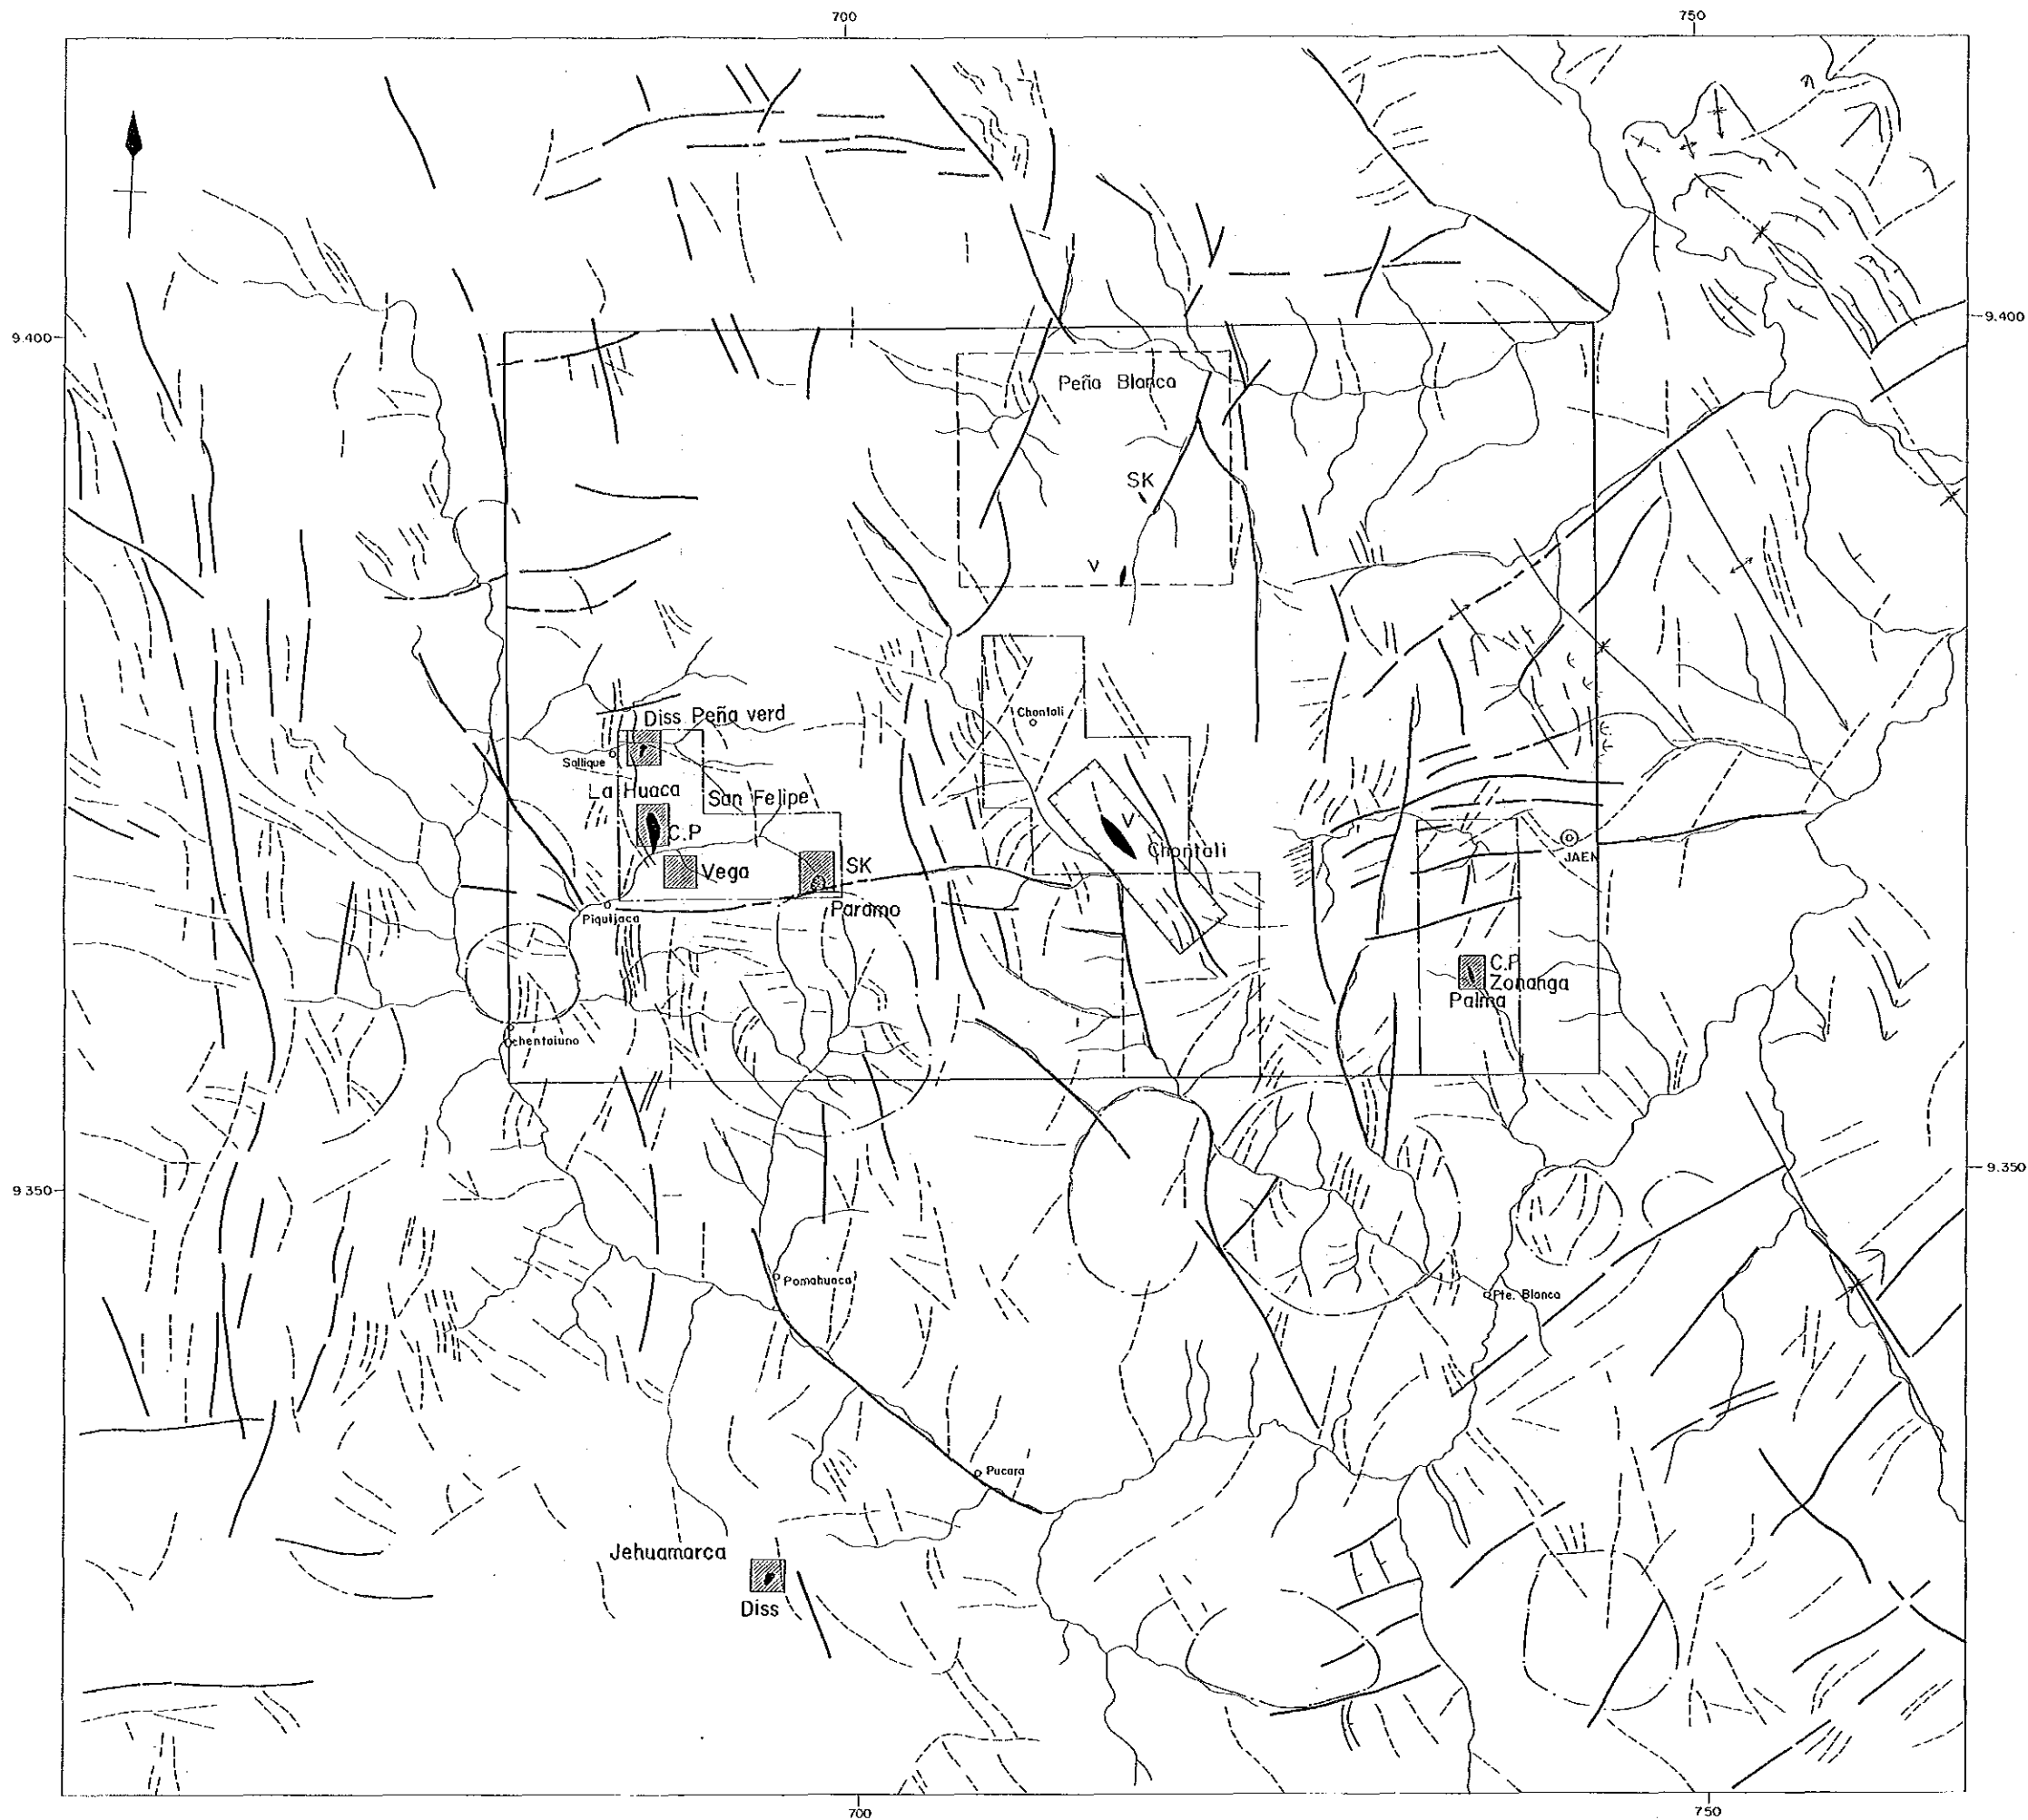 700
750
9.400
9.400
Peña Blanca
SK
V
Chontali
Diss Peña verd
Sallique
La Huaca
San Felipe
C.P
V
Chontali
JAEN
Vega
SK
Paramo
Piquijaca
C.P
Zonanga
Palma
chentaiuno
9.350
9.350
Pomahuaca
Pte. Blanca
Pucara
Jehuamarca
Diss
700
750